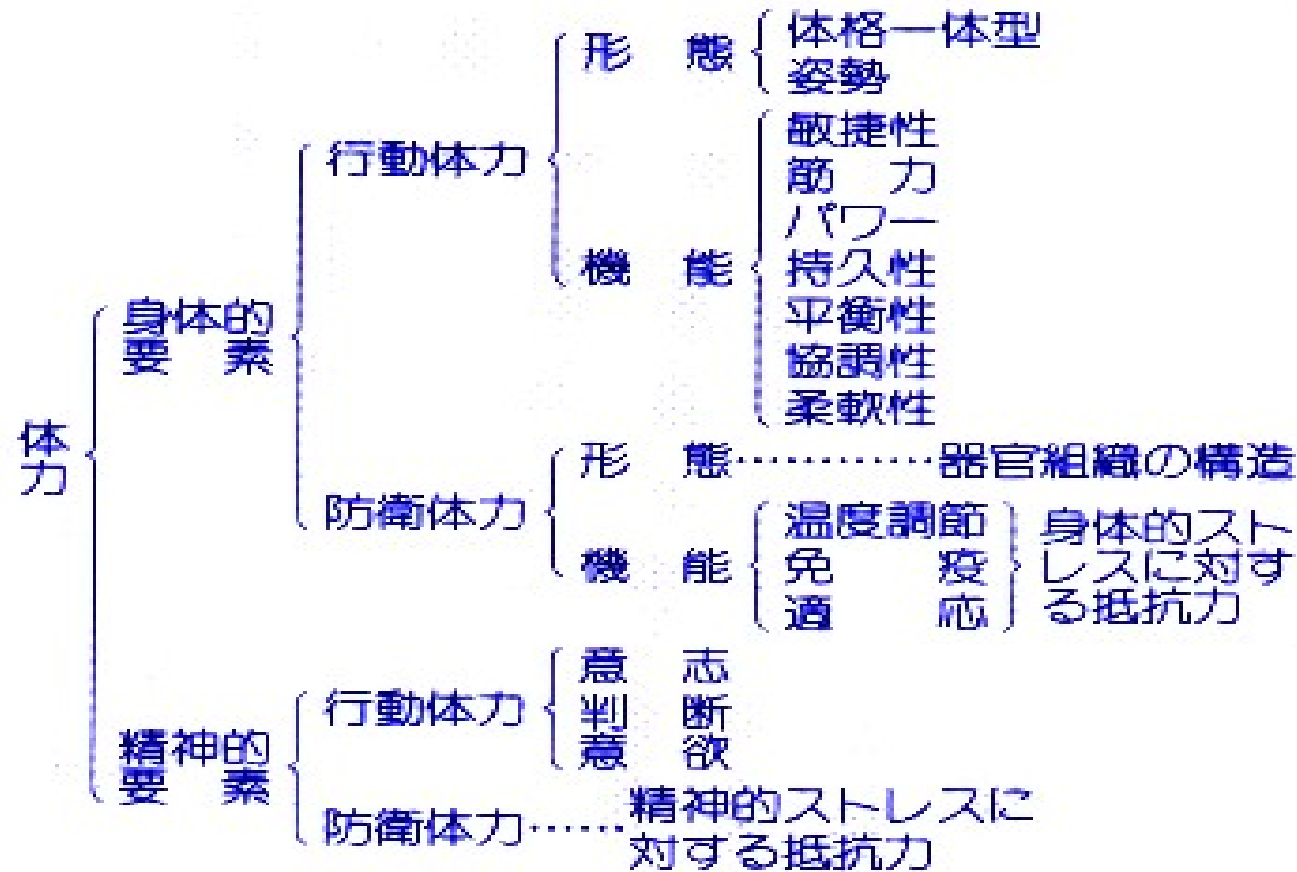 体力
身体的要素
行動体力
形態
体格一体型
姿勢
機能
敏捷性
筋力
パワー
持久性
平衡性
協調性
柔軟性
防衛体力
形態
器官組織の構造
機能
温度調節
免疫
適応
身体的スト
レスに対す
る抵抗力
精神的要素
行動体力
意志
判断
意欲
防衛体力
精神的ストレスに
対する抵抗力